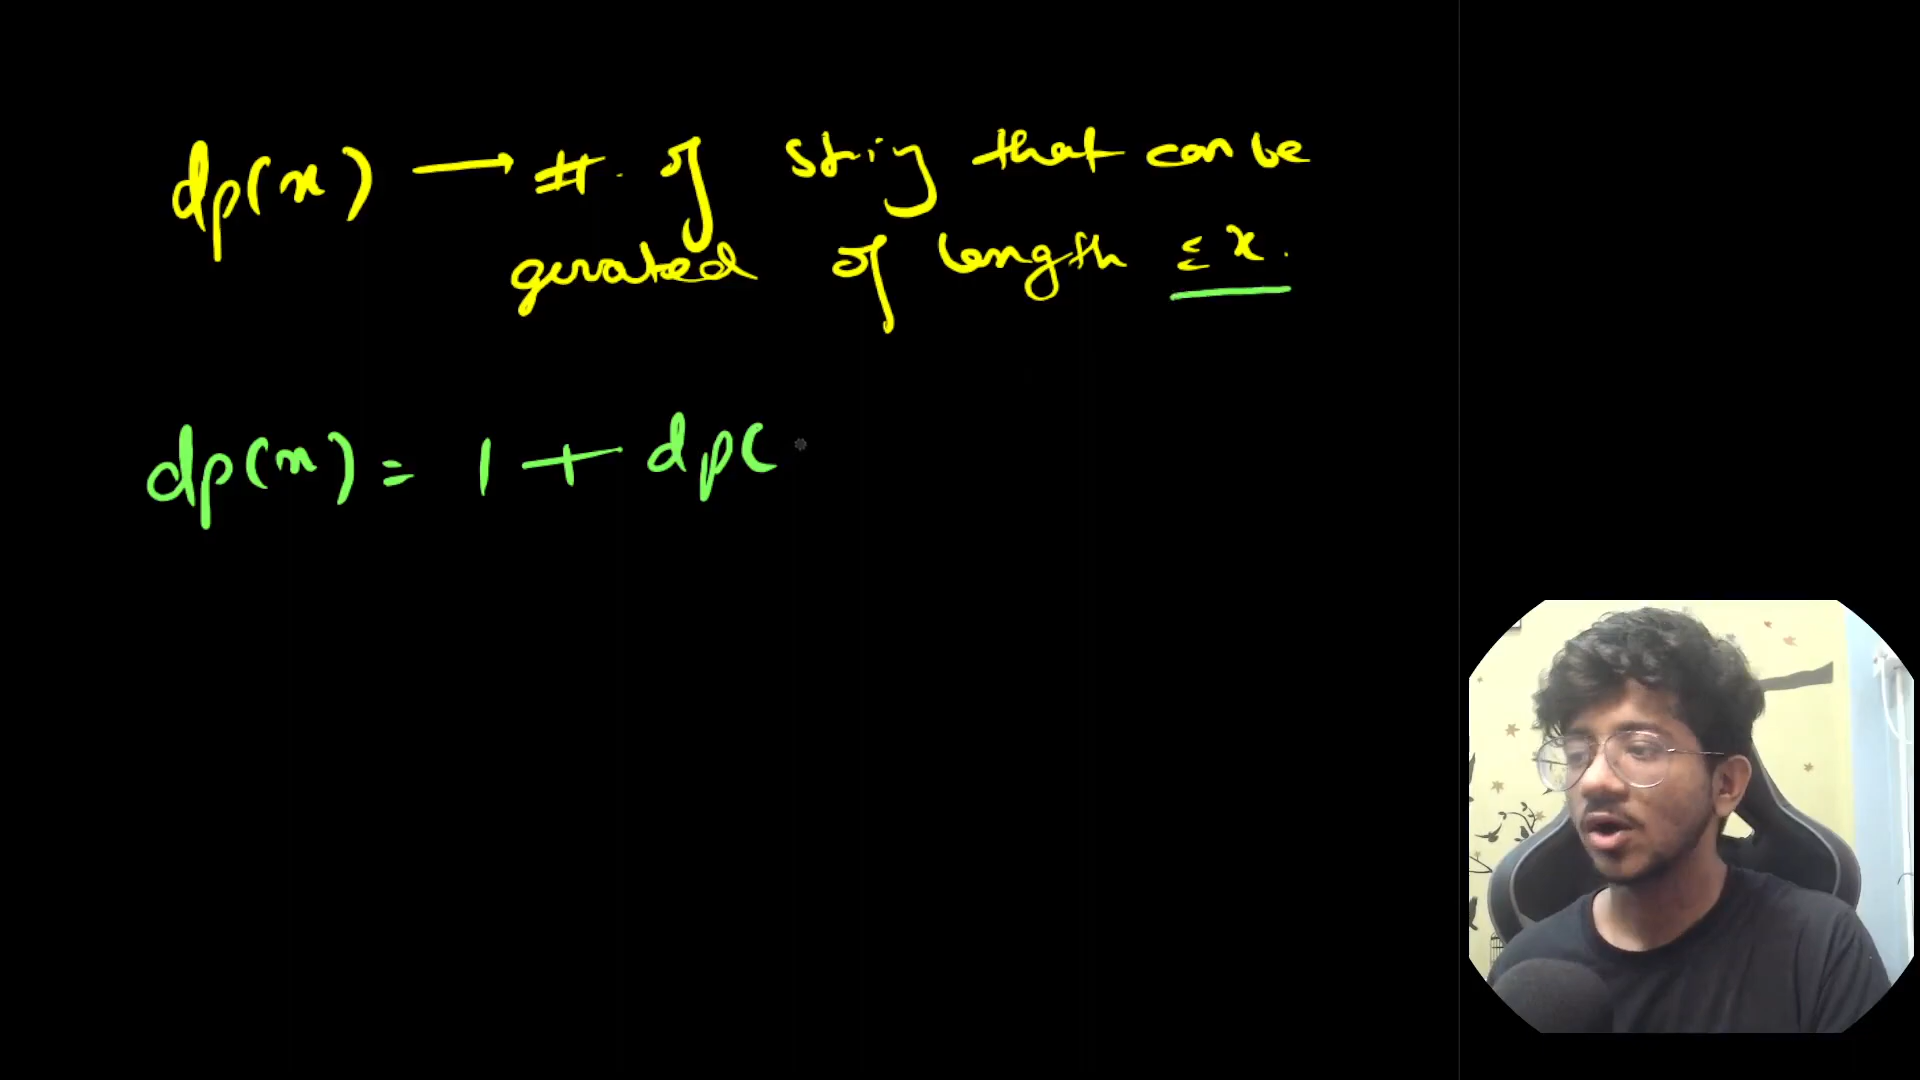 dp(x) → #. of string that can be
generated of length ≤ x.
dp(x) = 1 + dp(